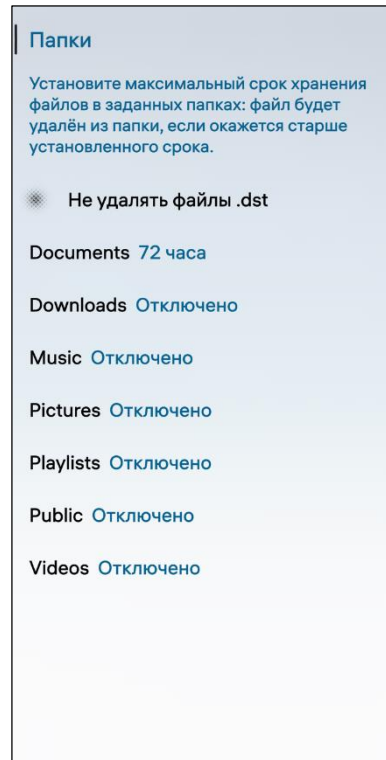 Папки
Установите максимальный срок хранения
файлов в заданных папках: файл будет
удалён из папки, если окажется старше
установленного срока.
Не удалять файлы .dst
Documents 72 часа
Downloads Отключено
Music Отключено
Pictures Отключено
Playlists Отключено
Public Отключено
Videos Отключено